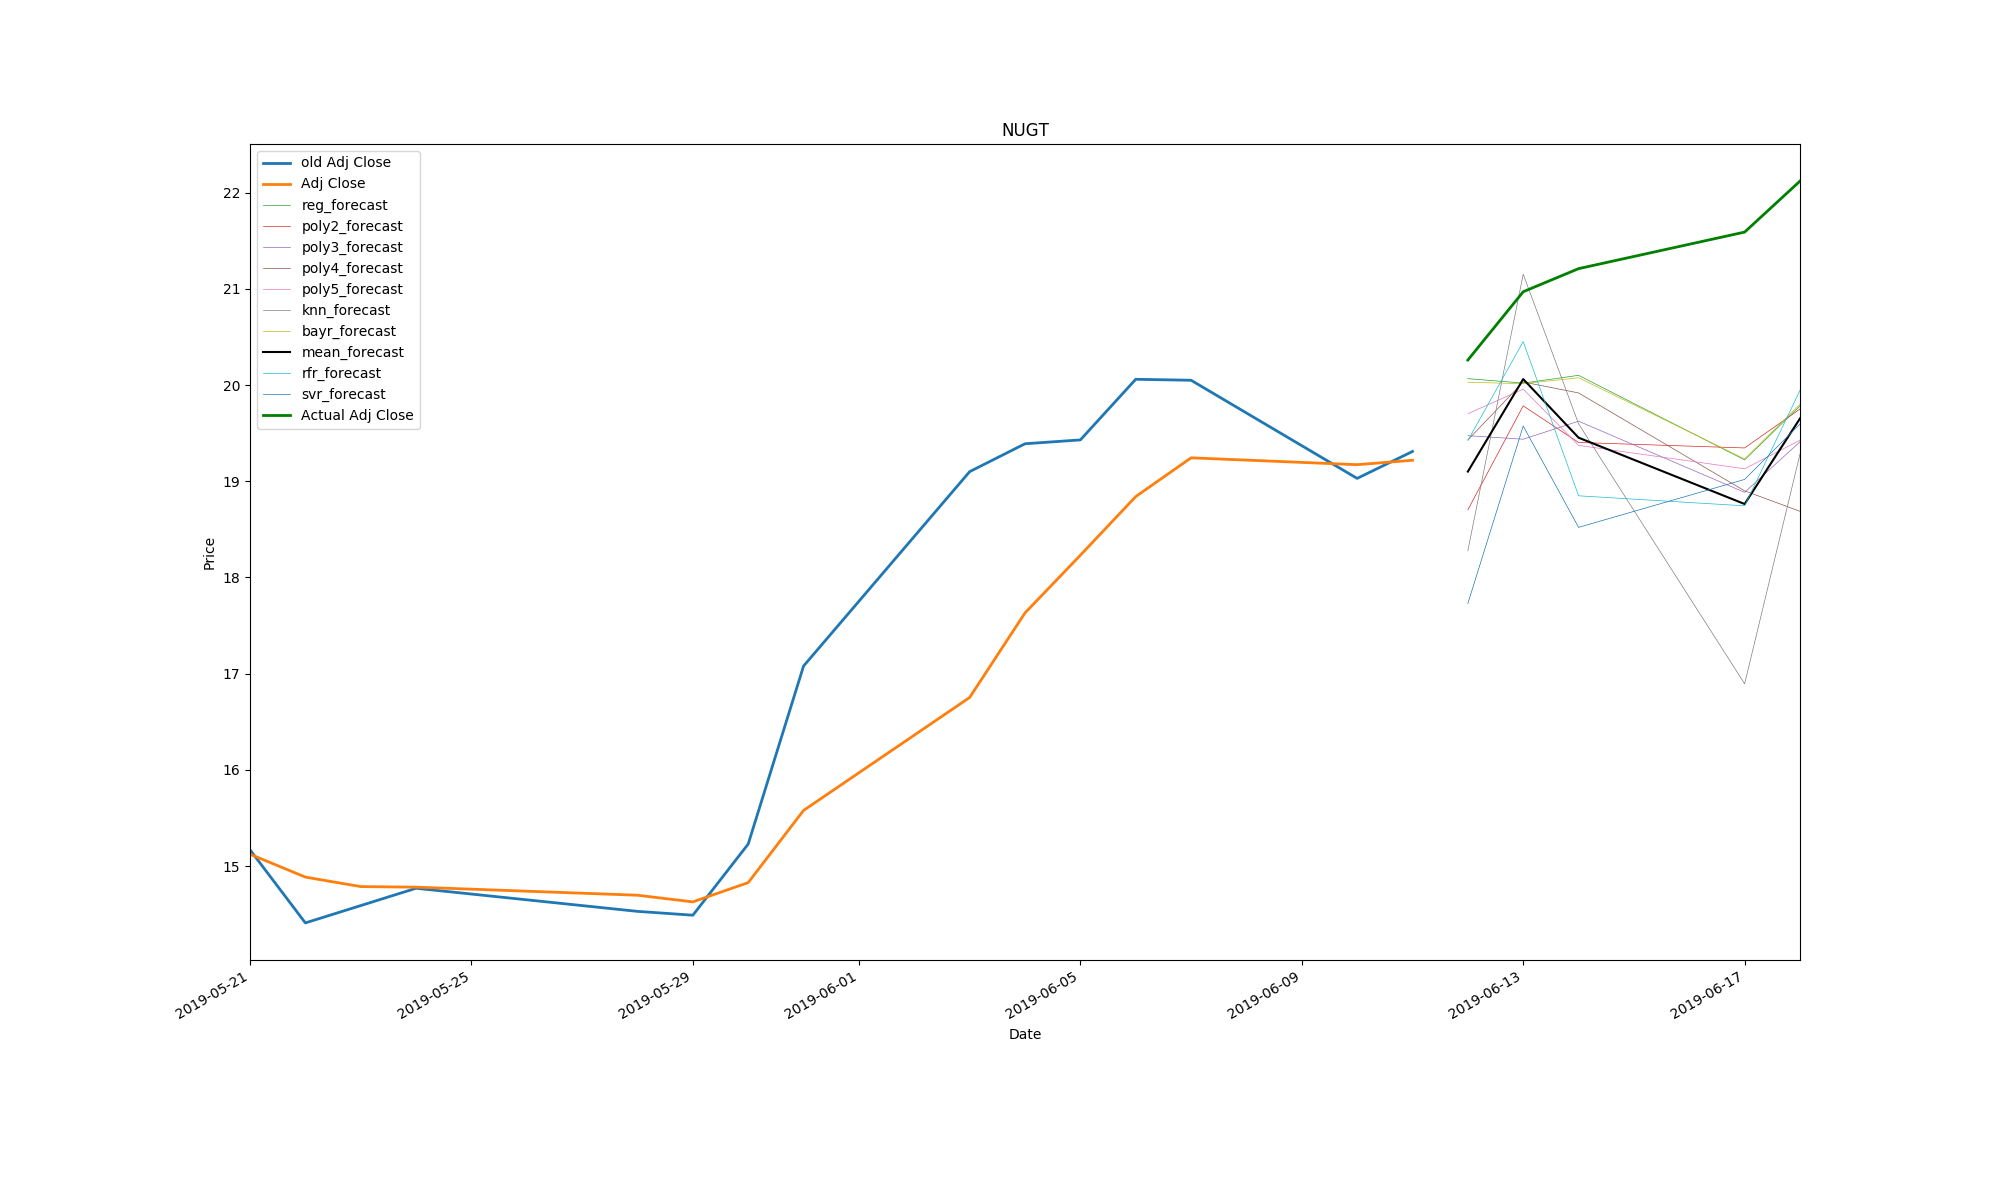 NUGT
old Adj Close
Adj Close
reg_forecast
poly2_forecast
poly3_forecast
poly4_forecast
poly5_forecast
knn_forecast
bayr_forecast
mean_forecast
rfr_forecast
svr_forecast
Actual Adj Close
22
21
20
19
18
17
16
15
Price
2019-05-21
2019-05-25
2019-05-29
2019-06-01
2019-06-05
2019-06-09
2019-06-13
2019-06-17
Date